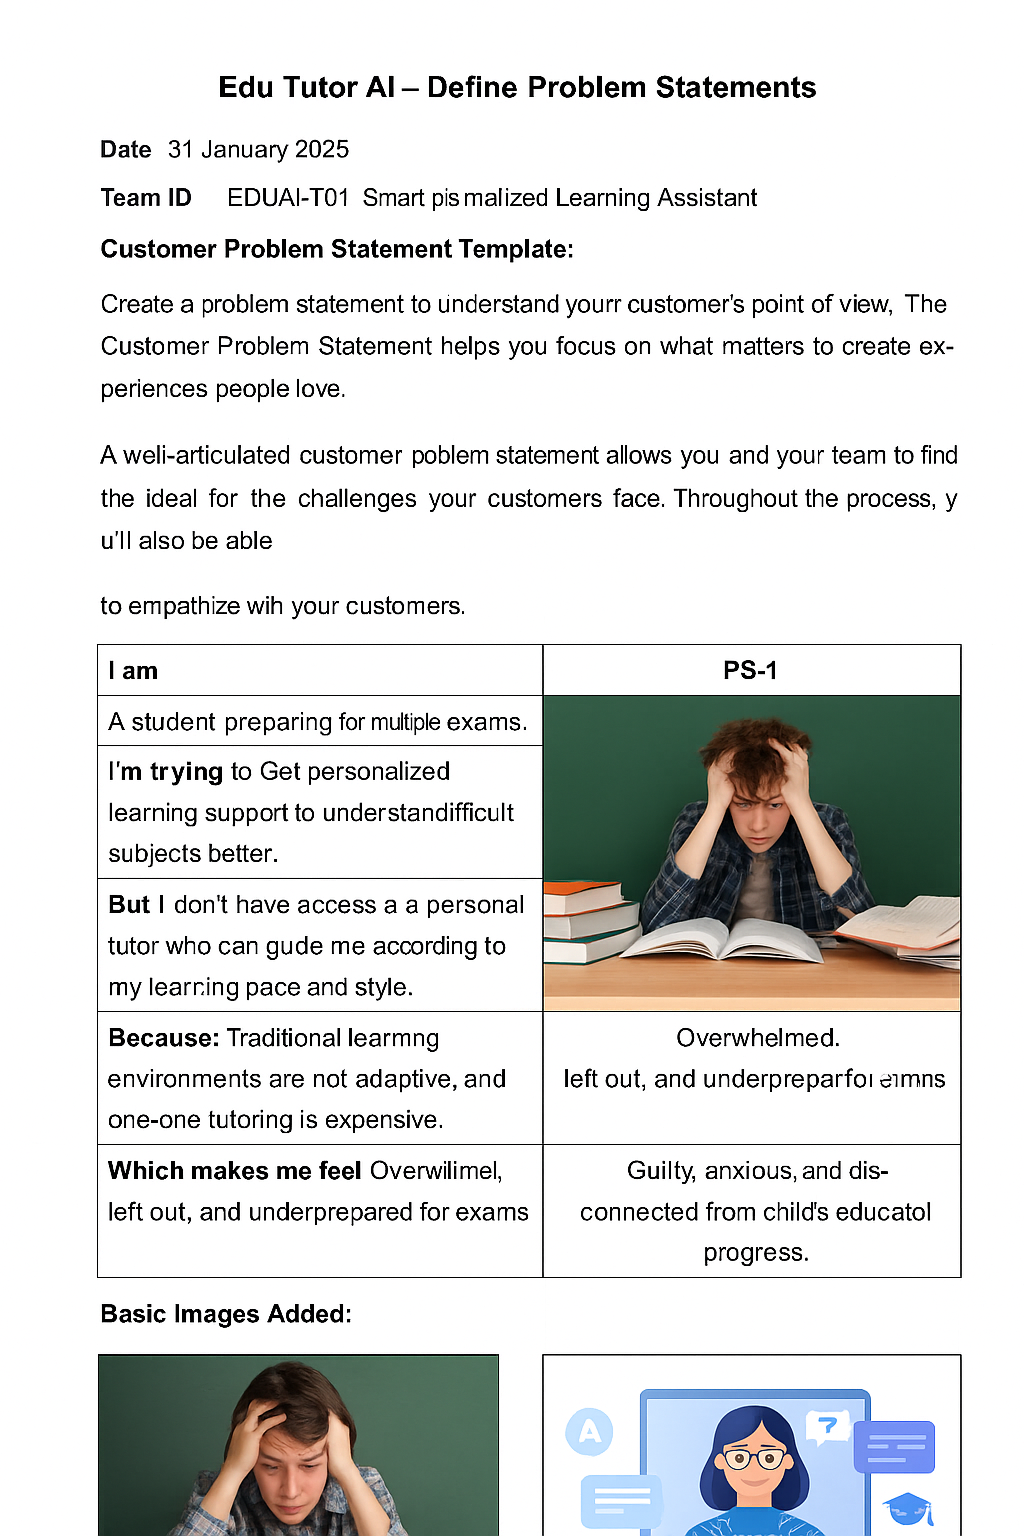 Edu Tutor AI – Define Problem Statements
Date 31 January 2025
Team ID EDUAI-T01 Smart pis malized Learning Assistant
Customer Problem Statement Template:
Create a problem statement to understand yourr customer's point of view, The
Customer Problem Statement helps you focus on what matters to create ex-
periences people love.
A weli-articulated customer poblem statement allows you and your team to find
the ideal for the challenges your customers face. Throughout the process, y
u'll also be able
to empathize wih your customers.
I am
PS-1
A student preparing for multiple exams.
I'm trying to Get personalized
learning support to understandifficult
subjects better.
But I don't have access a a personal
tutor who can gude me according to
my learning pace and style.
Because: Traditional learmng
environments are not adaptive, and
one-one tutoring is expensive.
Overwhelmed.
left out, and underpreparfor
Which makes me feel Overwilimel,
left out, and underprepared for exams
Guilty, anxious, and dis-
connected from child's educatol
progress.
Basic Images Added:
A
?